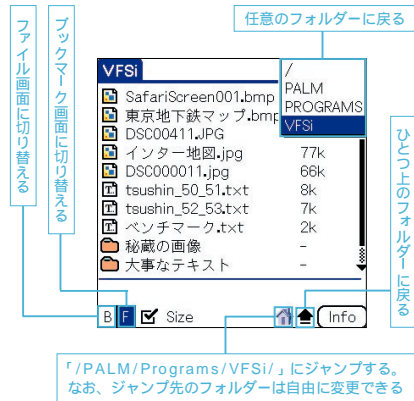 ファイル画面に切り替える
ブックマーク画面に切り替える
任意のフォルダーに戻る
VFSi
/
PALM
PROGRAMS
VFSi
SafariScreen001.bmp
東京地下鉄マップ.bmp
DSC00411.JPG
インター地図.jpg 77k
DSC000011.jpg 66k
tsushin_50_51.txt 8k
tsushin_52_53.txt 7k
ベンチマーク.txt 2k
秘蔵の画像 -
大事なテキスト -
ひとつ上のフォルダーに戻る
B F Size Info
「/PALM/Programs/VFSi/」にジャンプする。
なお、ジャンプ先のフォルダーは自由に変更できる